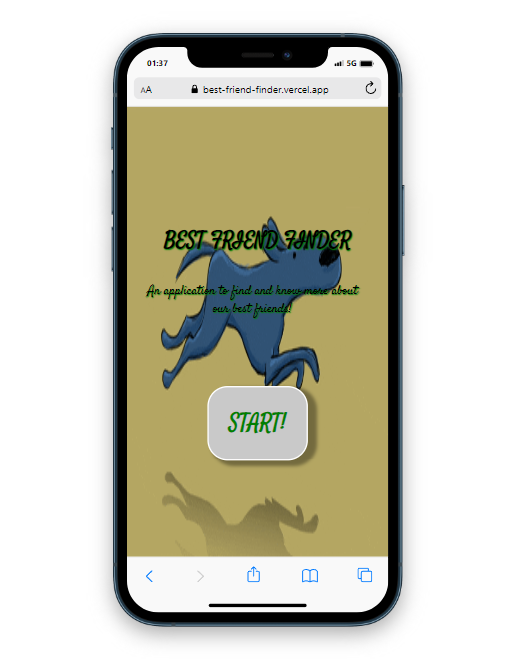 01:37
5G
AA best-friend-finder.vercel.app
BEST FRIEND FINDER
An application to find and know more about
our best friends!
START!